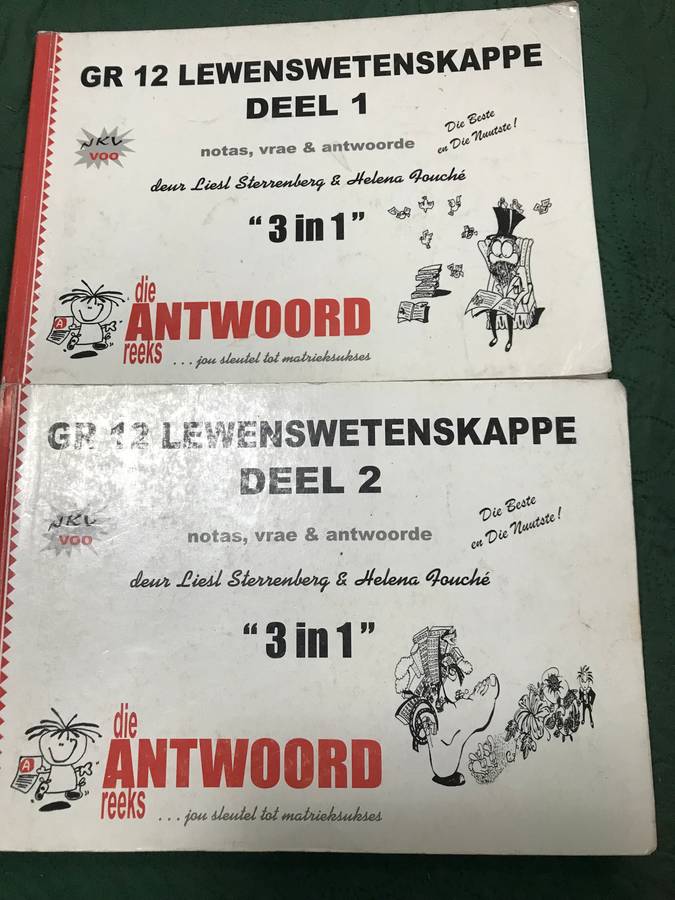 GR 12 LEWENSWETENSKAPPE
DEEL 1
NKV
VOO
notas, vrae & antwoorde
Die Beste
en Die Nuutste!
deur Liesl Sterrenberg & Helena Fouché
“3 in 1”
A
die
ANTWOORD
reeks
...jou sleutel tot matrieksukses
GR 12 LEWENSWETENSKAPPE
DEEL 2
NKV
VOO
notas, vrae & antwoorde
Die Beste
en Die Nuutste!
deur Liesl Sterrenberg & Helena Fouché
“3 in 1”
A
die
ANTWOORD
reeks
...jou sleutel tot matrieksukses